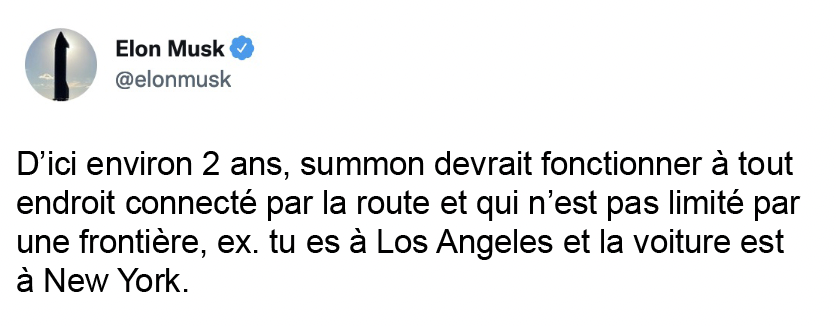 Elon Musk
@elonmusk
D’ici environ 2 ans, summon devrait fonctionner à tout
endroit connecté par la route et qui n’est pas limité par
une frontière, ex. tu es à Los Angeles et la voiture est
à New York.